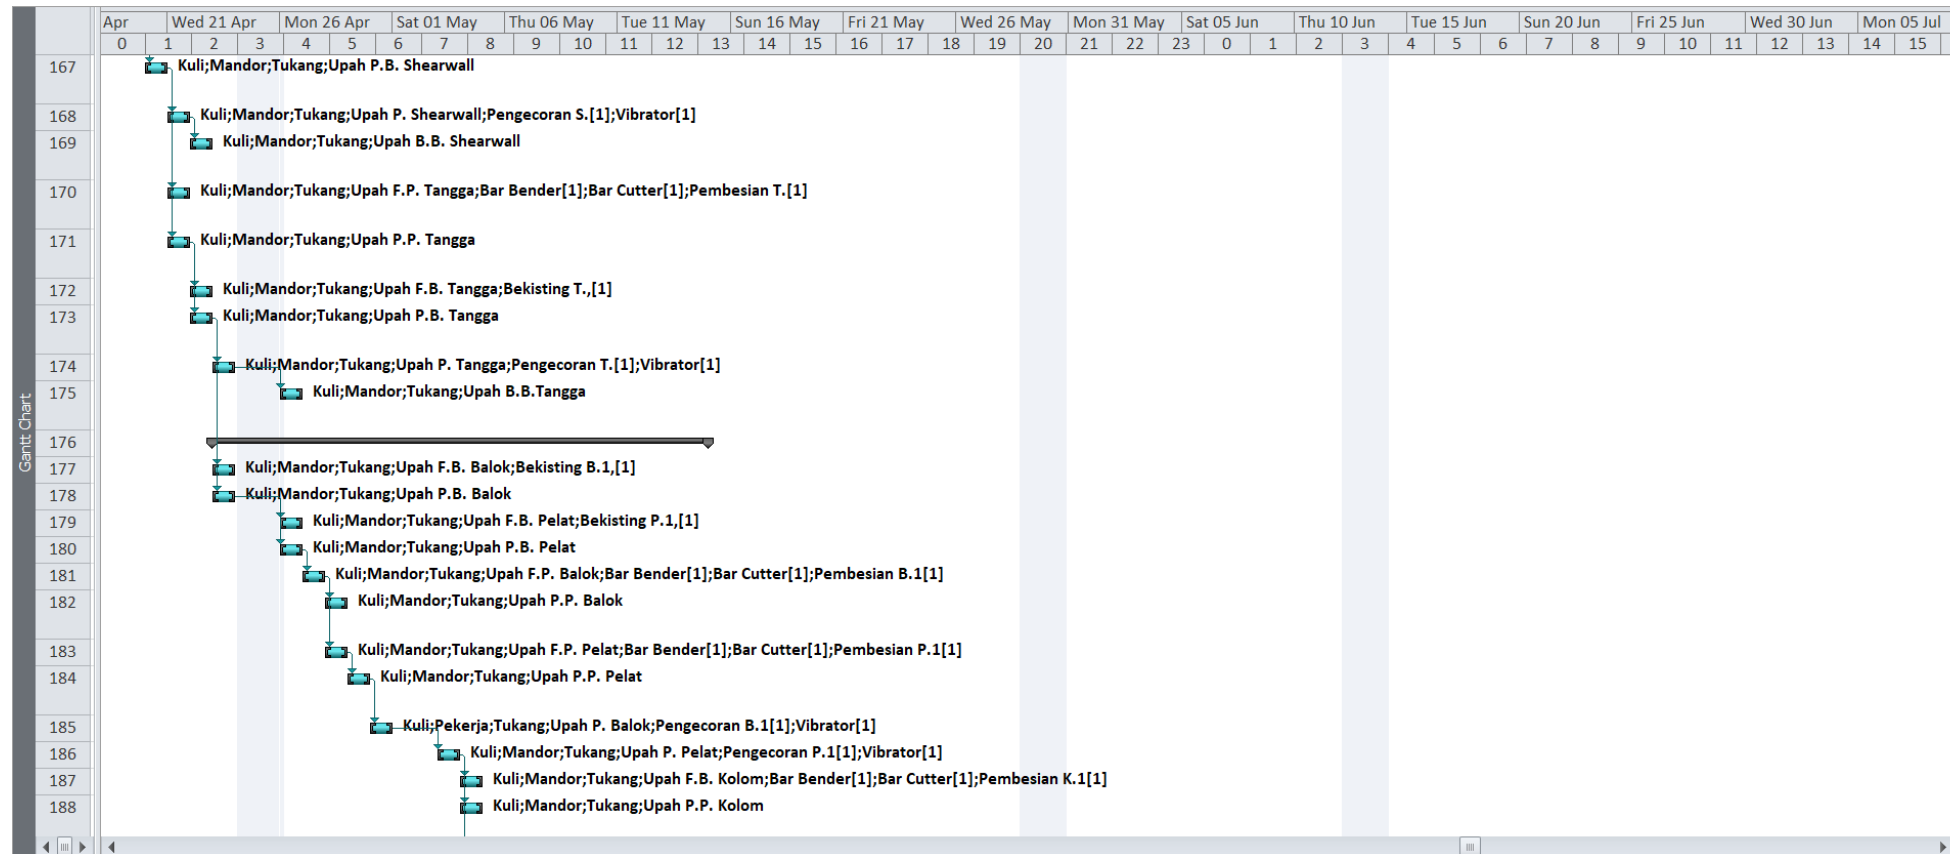 Apr Wed 21 Apr Mon 26 Apr Sat 01 May Thu 06 May Tue 11 May Sun 16 May Fri 21 May Wed 26 May Mon 31 May Sat 05 Jun Thu 10 Jun Tue 15 Jun Sun 20 Jun Fri 25 Jun Wed 30 Jun Mon 05 Jul
0 1 2 3 4 5 6 7 8 9 10 11 12 13 14 15 16 17 18 19 20 21 22 23 0 1 2 3 4 5 6 7 8 9 10 11 12 13 14 15
167 Kuli;Mandor;Tukang;Upah P.B. Shearwall
168 Kuli;Mandor;Tukang;Upah P. Shearwall;Pengecoran S.[1];Vibrator[1]
169 Kuli;Mandor;Tukang;Upah B.B. Shearwall
170 Kuli;Mandor;Tukang;Upah F.P. Tangga;Bar Bender[1];Bar Cutter[1];Pembesian T.[1]
171 Kuli;Mandor;Tukang;Upah P.P. Tangga
172 Kuli;Mandor;Tukang;Upah F.B. Tangga;Bekisting T.,[1]
173 Kuli;Mandor;Tukang;Upah P.B. Tangga
174 Kuli;Mandor;Tukang;Upah P. Tangga;Pengecoran T.[1];Vibrator[1]
175 Kuli;Mandor;Tukang;Upah B.B.Tangga
176
177 Kuli;Mandor;Tukang;Upah F.B. Balok;Bekisting B.1,[1]
178 Kuli;Mandor;Tukang;Upah P.B. Balok
179 Kuli;Mandor;Tukang;Upah F.B. Pelat;Bekisting P.1,[1]
180 Kuli;Mandor;Tukang;Upah P.B. Pelat
181 Kuli;Mandor;Tukang;Upah F.P. Balok;Bar Bender[1];Bar Cutter[1];Pembesian B.1[1]
182 Kuli;Mandor;Tukang;Upah P.P. Balok
183 Kuli;Mandor;Tukang;Upah F.P. Pelat;Bar Bender[1];Bar Cutter[1];Pembesian P.1[1]
184 Kuli;Mandor;Tukang;Upah P.P. Pelat
185 Kuli;Pekerja;Tukang;Upah P. Balok;Pengecoran B.1[1];Vibrator[1]
186 Kuli;Mandor;Tukang;Upah P. Pelat;Pengecoran P.1[1];Vibrator[1]
187 Kuli;Mandor;Tukang;Upah F.B. Kolom;Bar Bender[1];Bar Cutter[1];Pembesian K.1[1]
188 Kuli;Mandor;Tukang;Upah P.P. Kolom
Gantt Chart